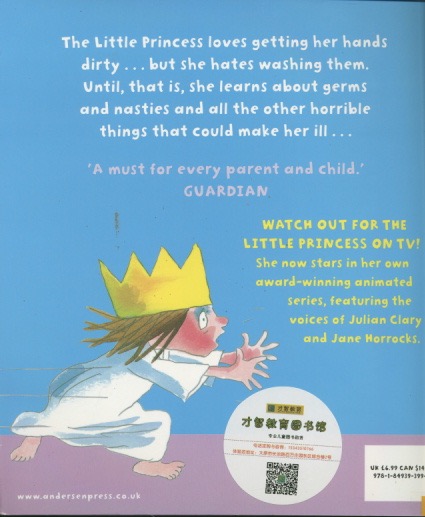 The Little Princess loves getting her hands
dirty . . . but she hates washing them.
Until, that is, she learns about germs
and nasties and all the other horrible
things that could make her ill . . .
'A must for every parent and child.'
GUARDIAN
WATCH OUT FOR THE
LITTLE PRINCESS ON TV!
She now stars in her own
award-winning animated
series, featuring the
voices of Julian Clary
and Jane Horrocks.
才智教育图书馆
UK £6.99 CAN $14
978-1-84939-399
www.andersenpress.co.uk